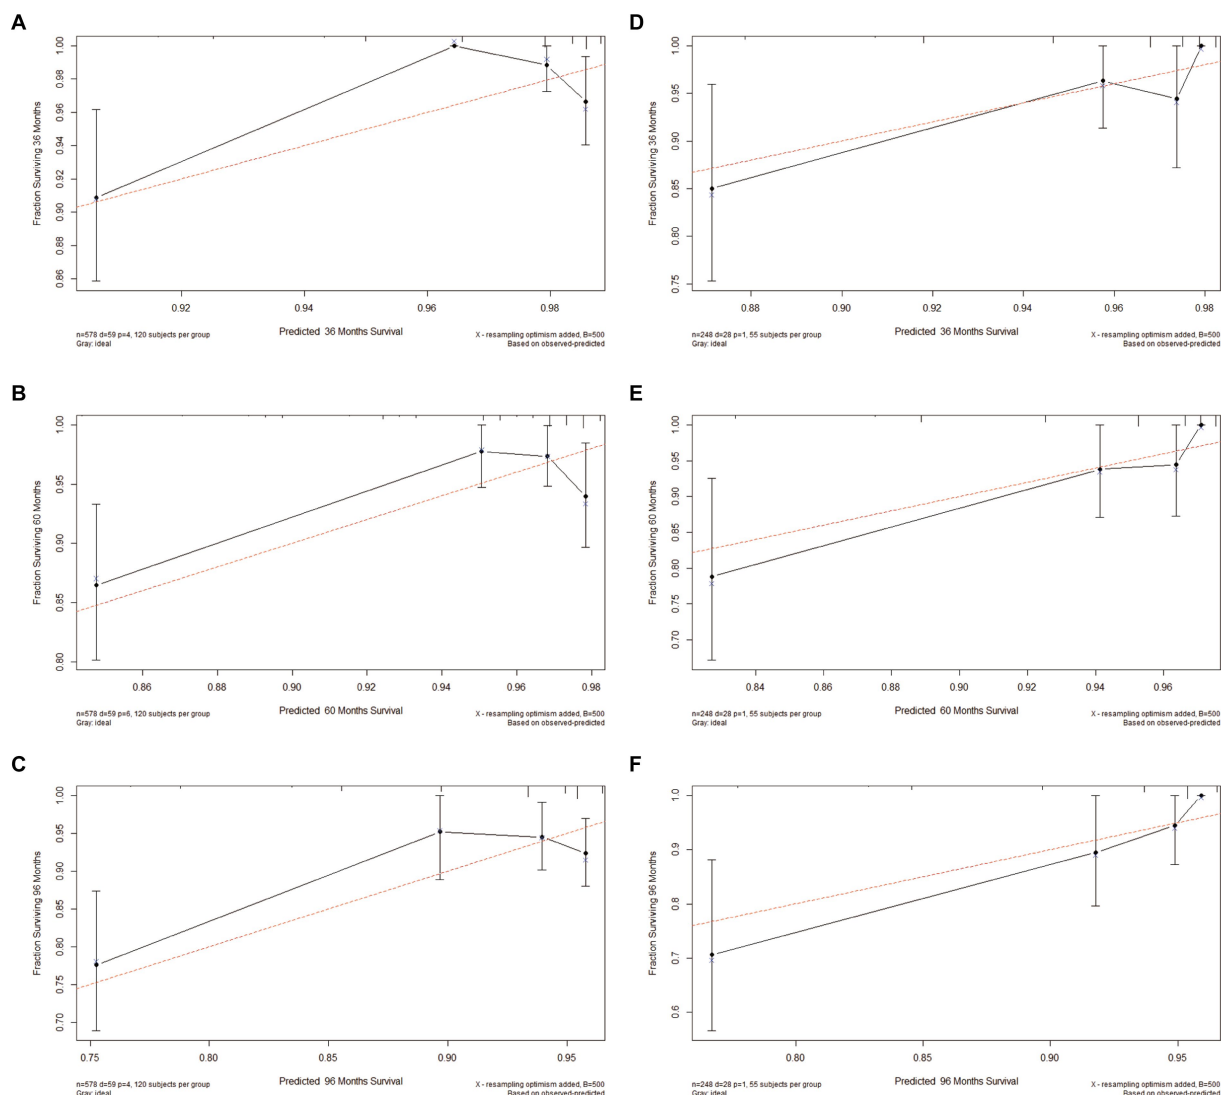 A
Fraction Surviving 36 Months
1.00
0.98
0.96
0.94
0.92
0.90
0.88
0.86
0.92 0.94 0.96 0.98
n=578 d=59 p=4, 120 subjects per group
Gray: ideal
Predicted 36 Months Survival
X - resampling optimism added, B=500
Based on observed-predicted
D
Fraction Surviving 36 Months
1.00
0.95
0.90
0.85
0.80
0.75
0.88 0.90 0.92 0.94 0.96 0.98
n=248 d=28 p=1, 55 subjects per group
Gray: ideal
Predicted 36 Months Survival
X - resampling optimism added, B=500
Based on observed-predicted
B
Fraction Surviving 60 Months
1.00
0.95
0.90
0.85
0.80
0.86 0.88 0.90 0.92 0.94 0.96 0.98
n=578 d=59 p=6, 120 subjects per group
Gray: ideal
Predicted 60 Months Survival
X - resampling optimism added, B=500
Based on observed-predicted
E
Fraction Surviving 60 Months
1.00
0.95
0.90
0.85
0.80
0.75
0.70
0.84 0.86 0.88 0.90 0.92 0.94 0.96
n=248 d=28 p=1, 55 subjects per group
Gray: ideal
Predicted 60 Months Survival
X - resampling optimism added, B=500
Based on observed-predicted
C
Fraction Surviving 96 Months
1.00
0.95
0.90
0.85
0.80
0.75
0.70
0.75 0.80 0.85 0.90 0.95
n=578 d=59 p=4, 120 subjects per group
Gray: ideal
Predicted 96 Months Survival
X - resampling optimism added, B=500
Based on observed-predicted
F
Fraction Surviving 96 Months
1.0
0.9
0.8
0.7
0.6
0.80 0.85 0.90 0.95
n=248 d=28 p=1, 55 subjects per group
Gray: ideal
Predicted 96 Months Survival
X - resampling optimism added, B=500
Based on observed-predicted